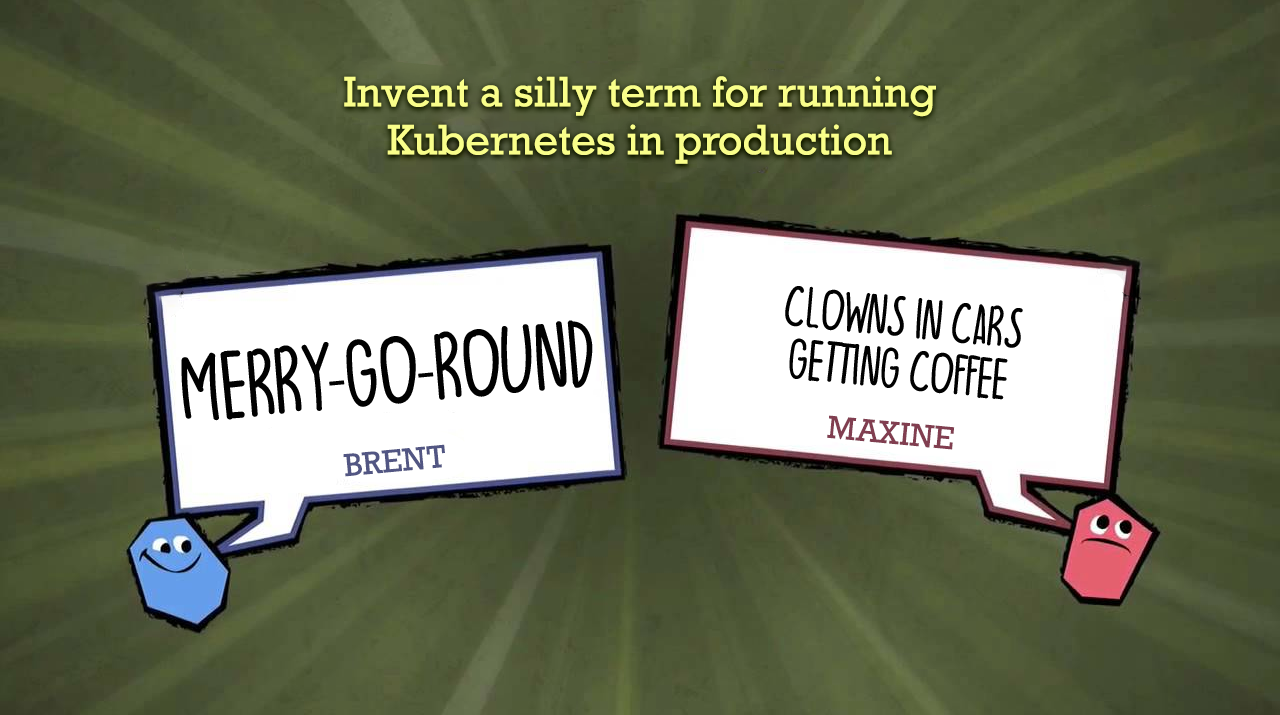 Invent a silly term for running
Kubernetes in production
MERRY-GO-ROUND
BRENT
CLOWNS IN CARS
GETTING COFFEE
MAXINE